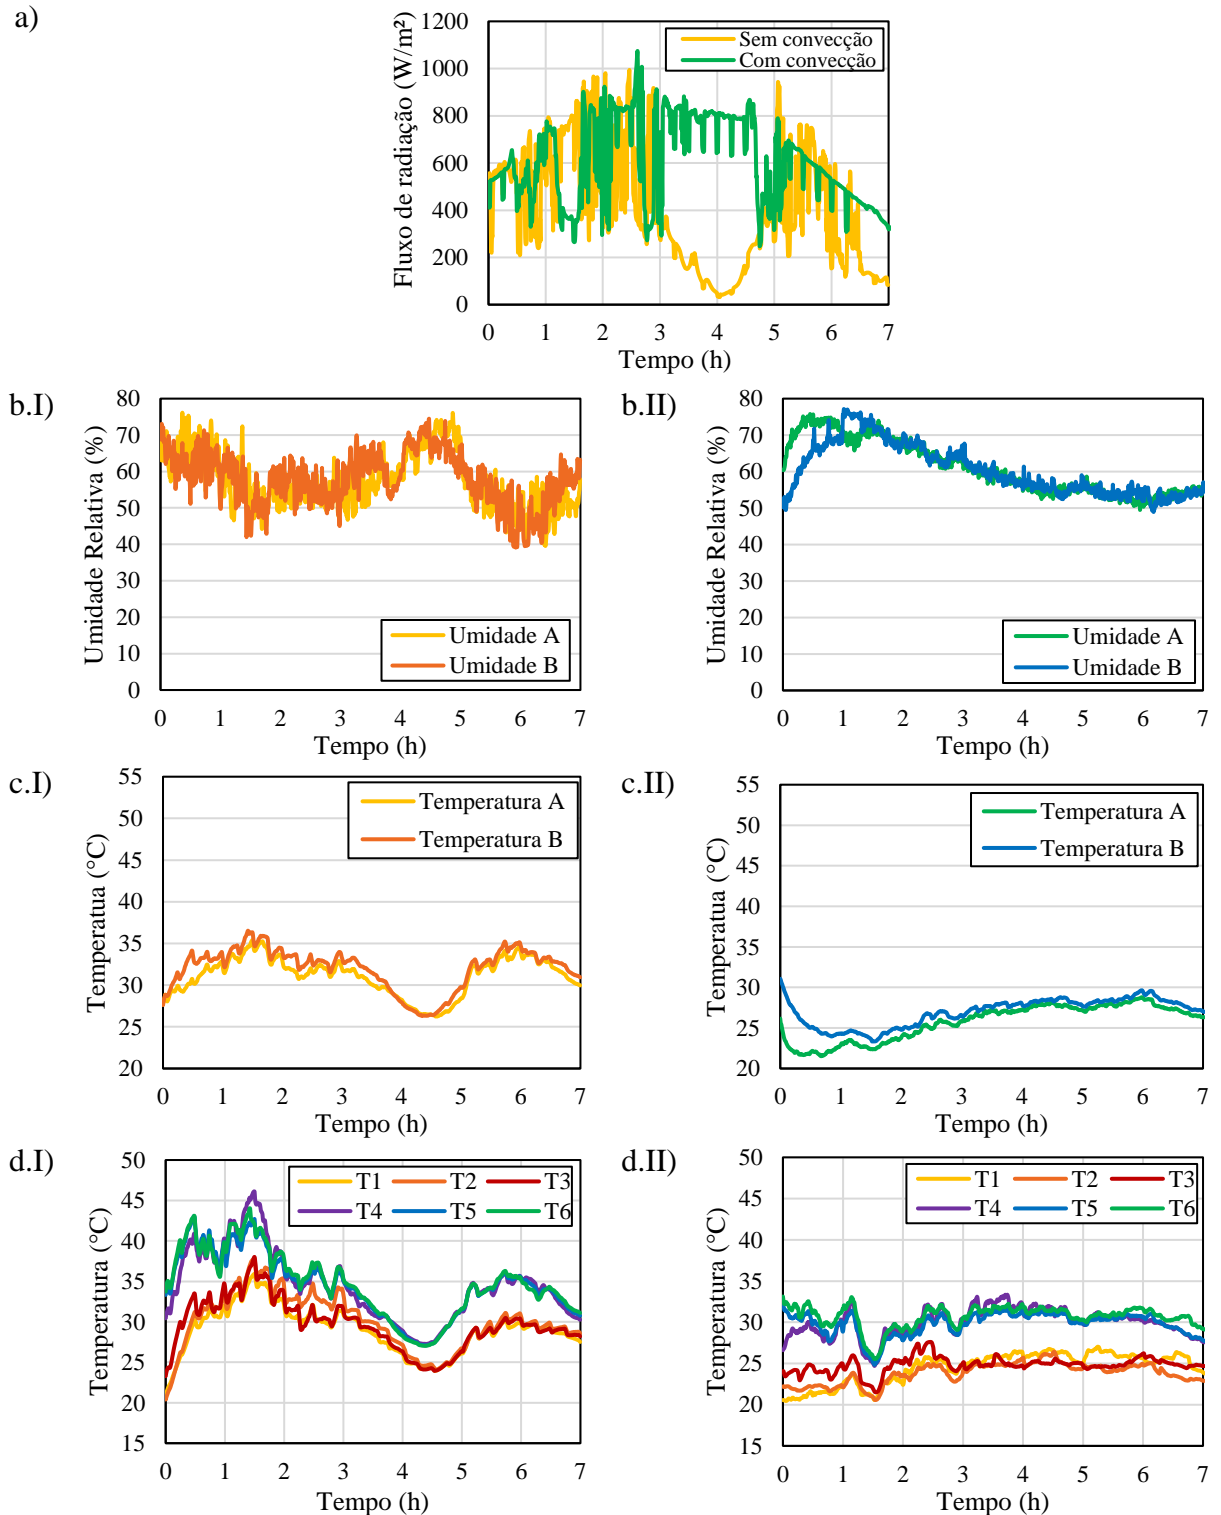 a)
Fluxo de radiação (W/m²)
1200
1000
800
600
400
200
0
Sem convecção
Com convecção
0 1 2 3 4 5 6 7
Tempo (h)
b.I)
Umidade Relativa (%)
80
70
60
50
40
30
20
10
0
Umidade A
Umidade B
0 1 2 3 4 5 6 7
Tempo (h)
b.II)
Umidade Relativa (%)
80
70
60
50
40
30
20
10
0
Umidade A
Umidade B
0 1 2 3 4 5 6 7
Tempo (h)
c.I)
Temperatua (°C)
55
50
45
40
35
30
25
20
Temperatura A
Temperatura B
0 1 2 3 4 5 6 7
Tempo (h)
c.II)
Temperatua (°C)
55
50
45
40
35
30
25
20
Temperatura A
Temperatura B
0 1 2 3 4 5 6 7
Tempo (h)
d.I)
Temperatura (°C)
50
45
40
35
30
25
20
15
T1 T2 T3
T4 T5 T6
0 1 2 3 4 5 6 7
Tempo (h)
d.II)
Temperatura (°C)
50
45
40
35
30
25
20
15
T1 T2 T3
T4 T5 T6
0 1 2 3 4 5 6 7
Tempo (h)